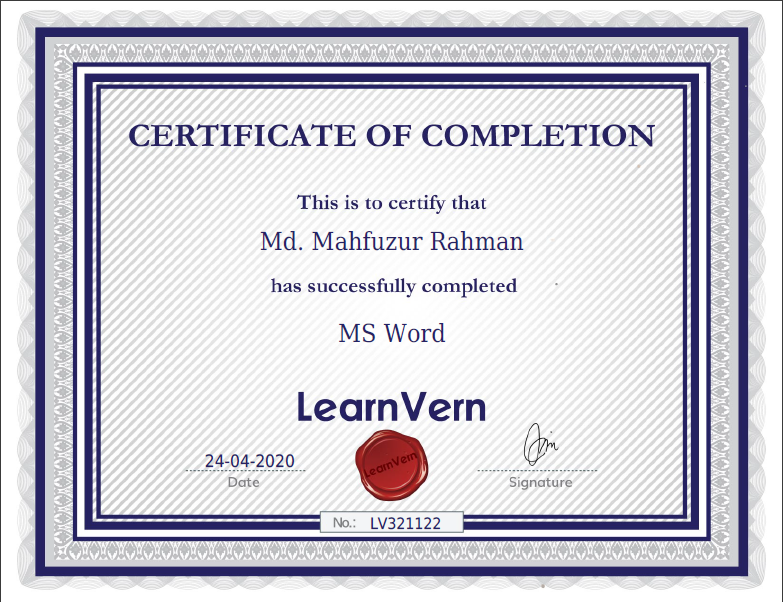 CERTIFICATE OF COMPLETION
This is to certify that
Md. Mahfuzur Rahman
has successfully completed
MS Word
LearnVern
LearnVern
24-04-2020
Date
Signature
No.: LV321122